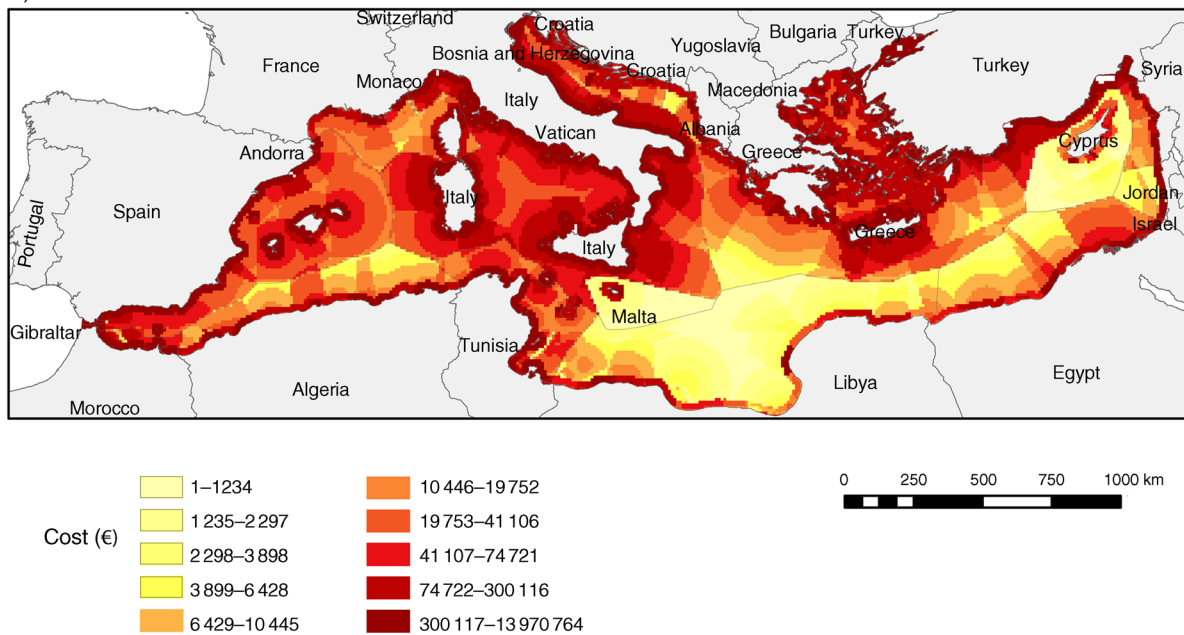 Switzerland
Croatia
France
Bosnia and Herzegovina
Yugoslavia
Bulgaria
Turkey
Turkey
Syria
Monaco
Croatia
Italy
Macedonia
Vatican
Albania
Andorra
Greece
Cyprus
Spain
Italy
Jordan
Portugal
Greece
Israel
Italy
Gibraltar
Malta
Tunisia
Algeria
Libya
Egypt
Morocco
Cost (€)
1–1234
1 235–2 297
2 298–3 898
3 899–6 428
6 429–10 445
10 446–19 752
19 753–41 106
41 107–74 721
74 722–300 116
300 117–13 970 764
0 250 500 750 1000 km